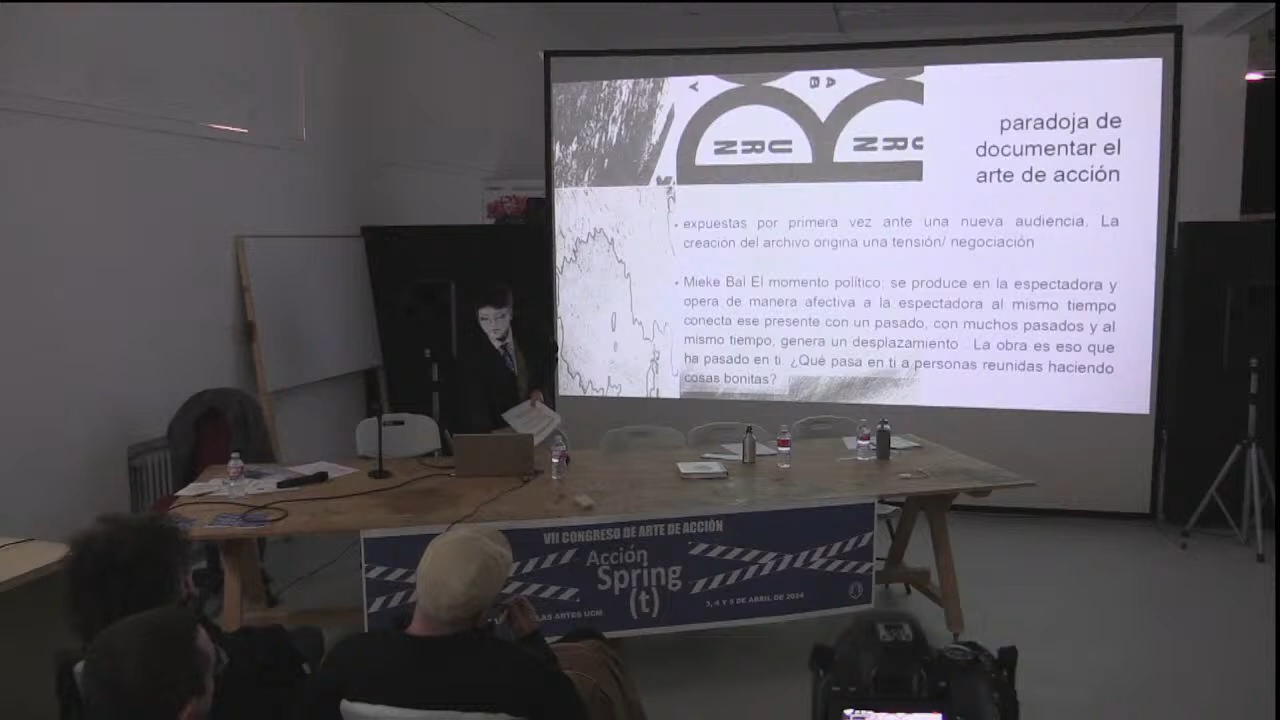 paradoja de
documentar el
arte de acción
URN
URN
expuestas por primera vez ante una nueva audiencia. La
creación del archivo origina una tensión/ negociación
Mieke Bal El momento político: se produce en la espectadora y
opera de manera afectiva a la espectadora al mismo tiempo
conecta ese presente con un pasado, con muchos pasados y al
mismo tiempo, genera un desplazamiento . La obra es eso que
ha pasado en ti ¿Qué pasa en ti a personas reunidas haciendo
cosas bonitas?
VII CONGRESO DE ARTE DE ACCIÓN
Acción
Spring
(t)
LAS ARTES UCM
3, 4 Y 5 DE ABRIL DE 2024